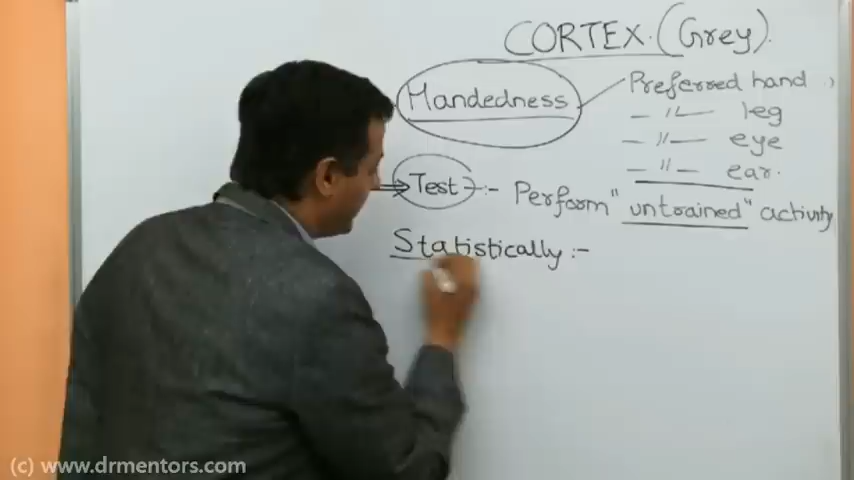 CORTEX. (Grey).
Handedness
Preferred hand
— 〃 — leg
— 〃 — eye
— 〃 — ear.
Test :- Perform "untrained" activity
Statistically :-
(c) www.drmentors.com